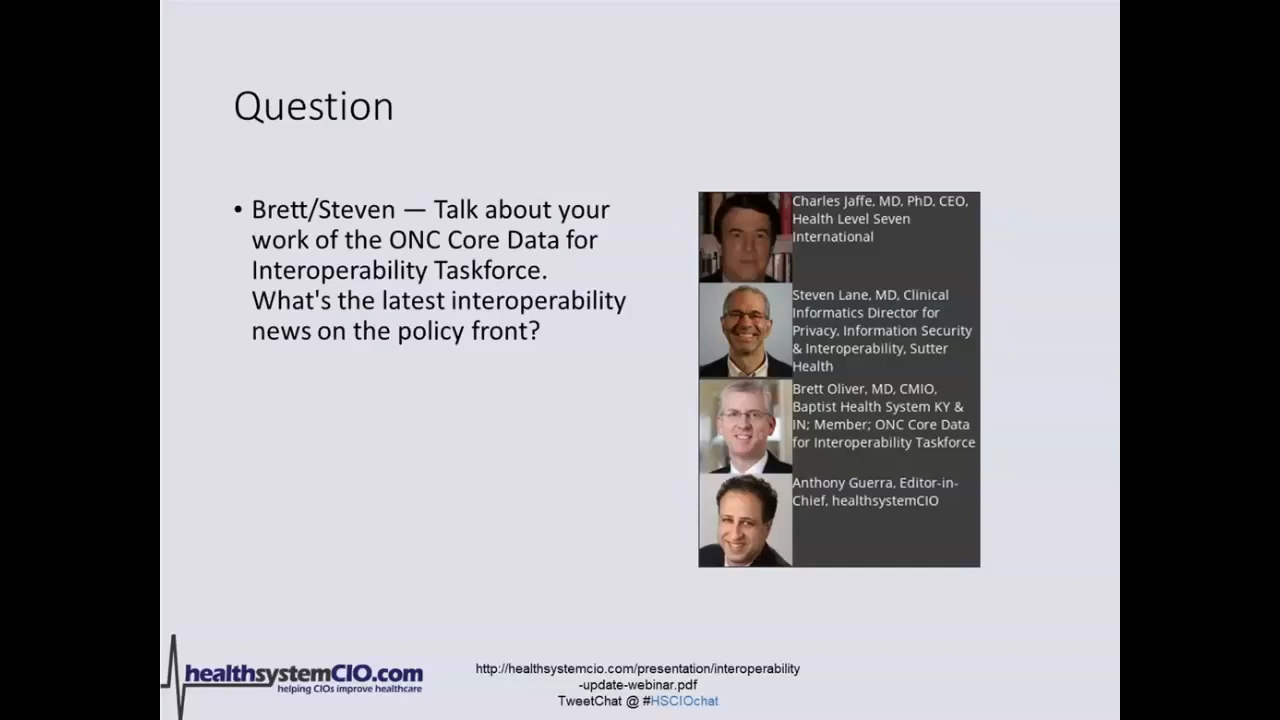 Question
• Brett/Steven — Talk about your
work of the ONC Core Data for
Interoperability Taskforce.
What's the latest interoperability
news on the policy front?
Charles Jaffe, MD, PhD, CEO,
Health Level Seven
International
Steven Lane, MD, Clinical
Informatics Director for
Privacy, Information Security
& Interoperability, Sutter
Health
Brett Oliver, MD, CMIO,
Baptist Health System KY &
IN; Member; ONC Core Data
for Interoperability Taskforce
Anthony Guerra, Editor-in-
Chief, healthsystemCIO
healthsystemCIO.com
helping CIOs improve healthcare
http://healthsystemcio.com/presentation/interoperability
-update-webinar.pdf
TweetChat @ #HSCIOchat